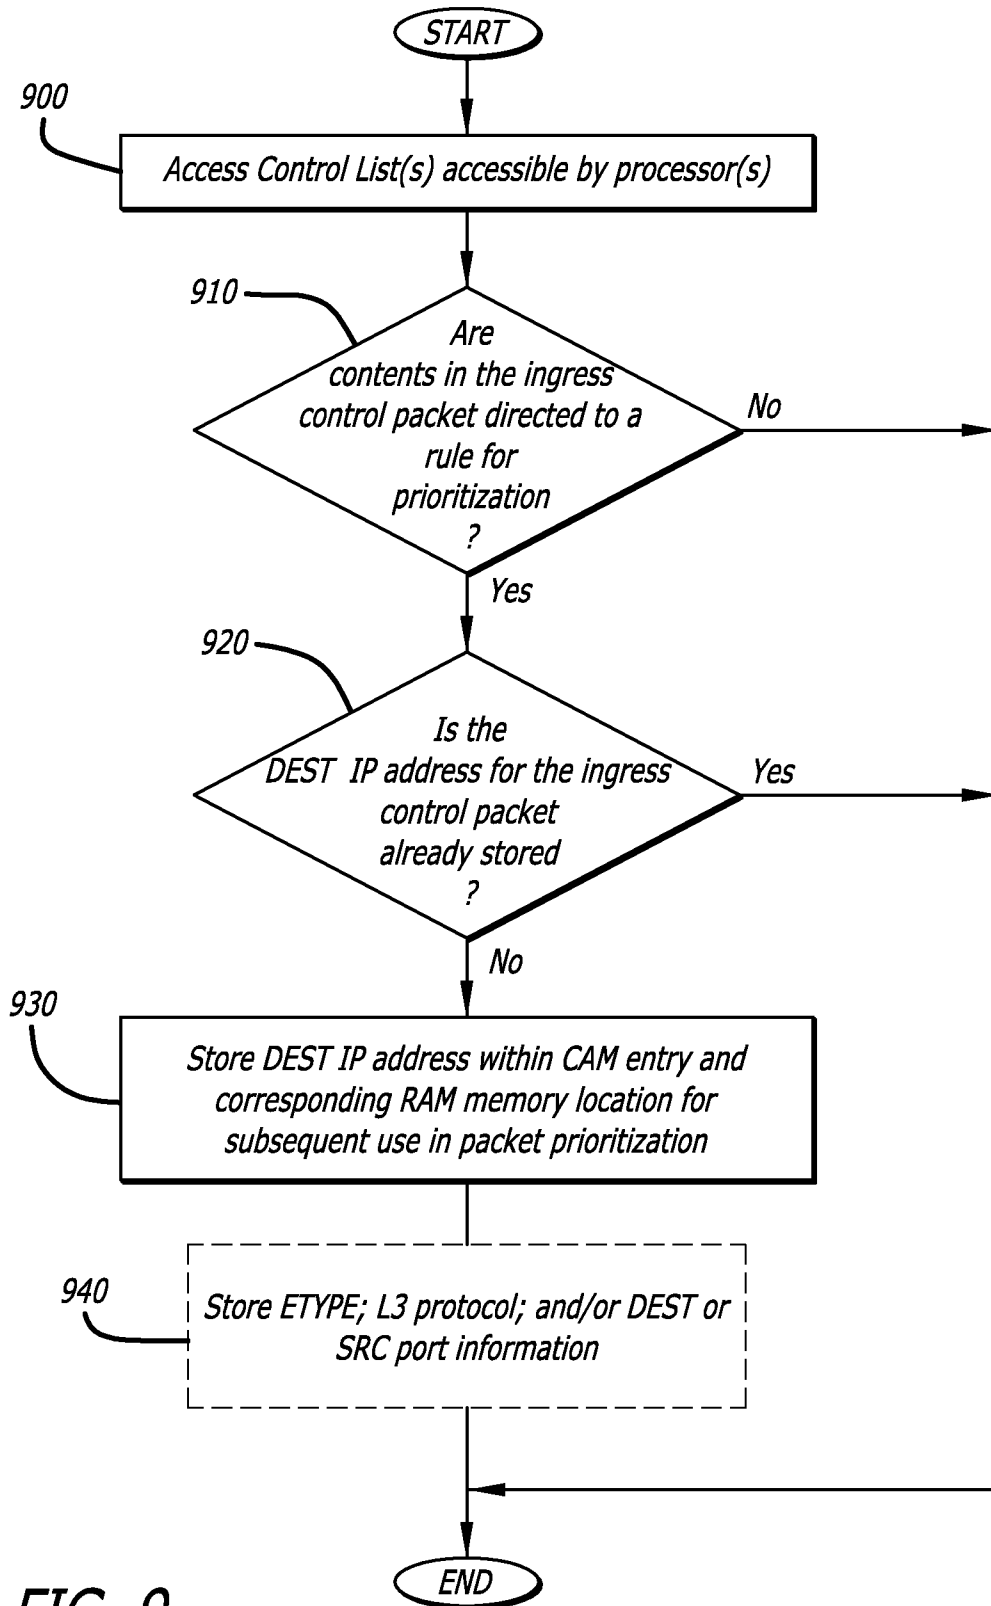 START
900
Access Control List(s) accessible by processor(s)
910
Are
contents in the ingress
control packet directed to a
rule for
prioritization
?
No
Yes
920
Is the
DEST IP address for the ingress
control packet
already stored
?
Yes
No
930
Store DEST IP address within CAM entry and
corresponding RAM memory location for
subsequent use in packet prioritization
940
Store ETYPE; L3 protocol; and/or DEST or
SRC port information
END
FIG. 9